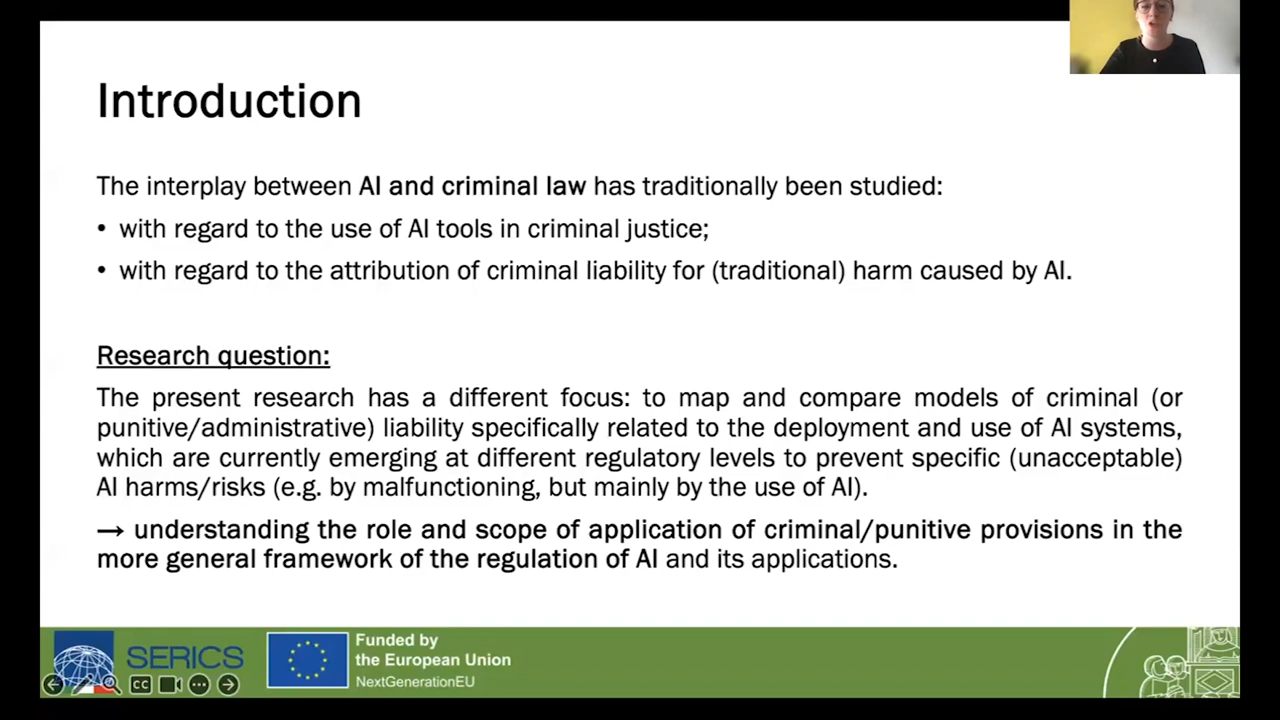 Introduction
The interplay between AI and criminal law has traditionally been studied:
• with regard to the use of AI tools in criminal justice;
• with regard to the attribution of criminal liability for (traditional) harm caused by AI.
Research question:
The present research has a different focus: to map and compare models of criminal (or
punitive/administrative) liability specifically related to the deployment and use of AI systems,
which are currently emerging at different regulatory levels to prevent specific (unacceptable)
AI harms/risks (e.g. by malfunctioning, but mainly by the use of AI).
→ understanding the role and scope of application of criminal/punitive provisions in the
more general framework of the regulation of AI and its applications.
SERICS
Funded by
the European Union
NextGenerationEU
CC